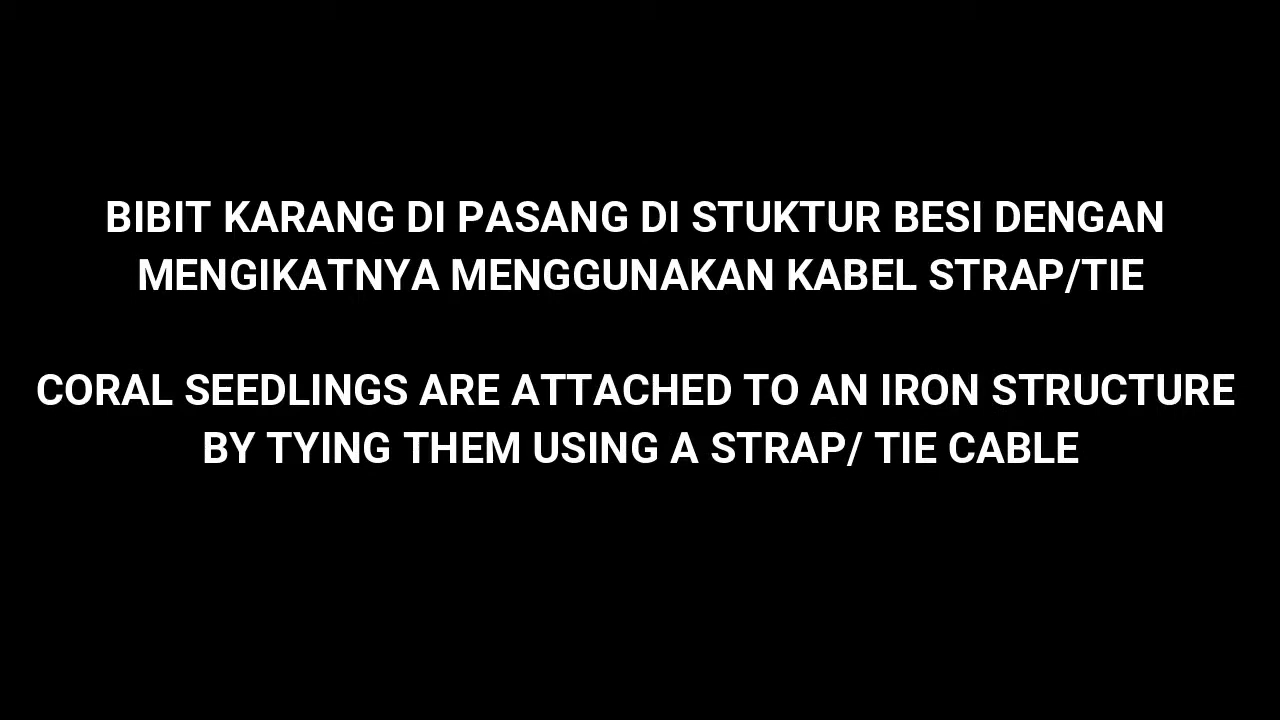 BIBIT KARANG DI PASANG DI STUKTUR BESI DENGAN
MENGIKATNYA MENGGUNAKAN KABEL STRAP/TIE
CORAL SEEDLINGS ARE ATTACHED TO AN IRON STRUCTURE
BY TYING THEM USING A STRAP/ TIE CABLE